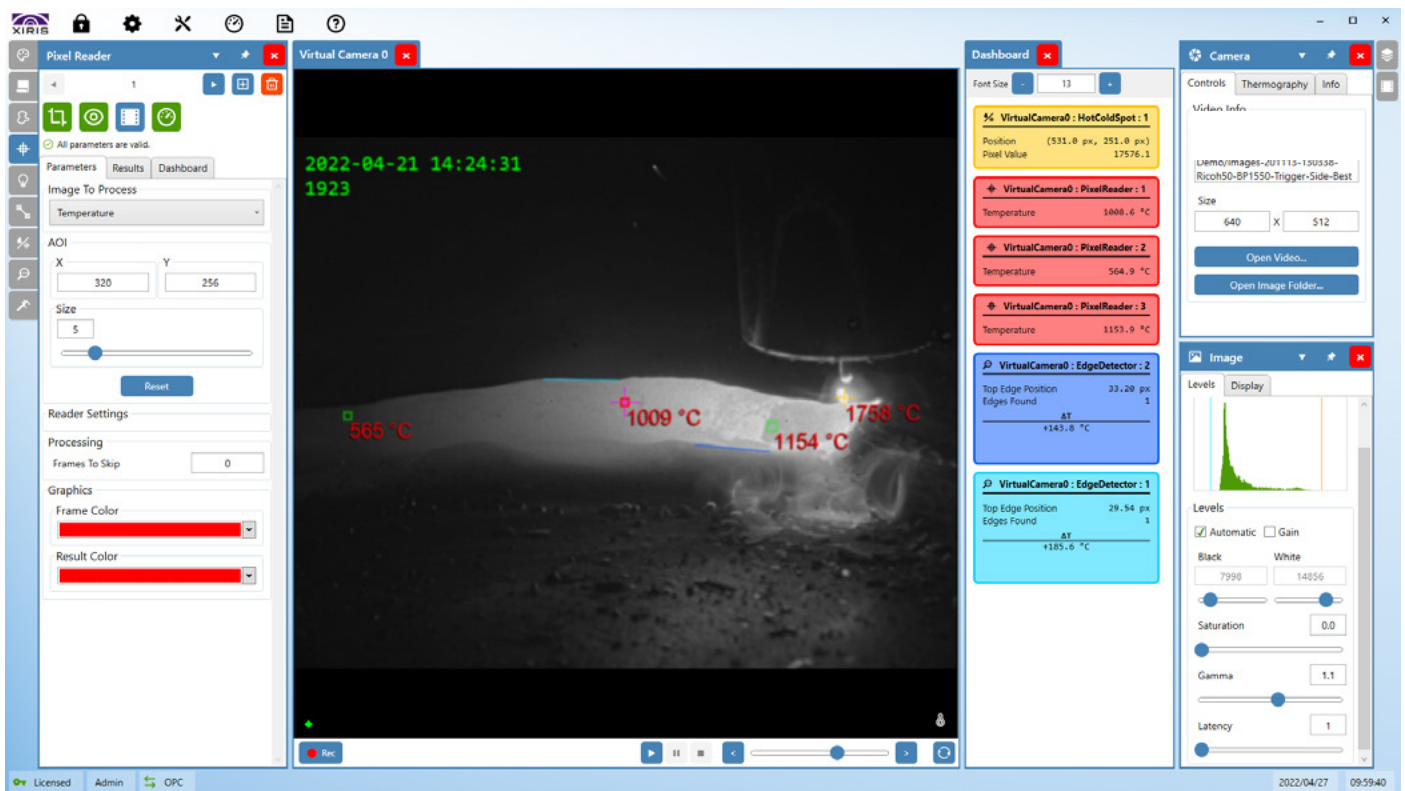 XIRIS
Pixel Reader
1
All parameters are valid.
Parameters Results Dashboard
Image To Process
Temperature
AOI
X Y
320 256
Size
5
Reset
Reader Settings
Processing
Frames To Skip 0
Graphics
Frame Color
Result Color
Virtual Camera 0
2022-04-21 14:24:31
1923
565 °C
1009 °C
1154 °C
1758 °C
Rec
Dashboard
Font Size - 13 +
VirtualCamera0 : HotColdSpot : 1
Position (531.0 px, 251.0 px)
Pixel Value 17576.1
VirtualCamera0 : PixelReader : 1
Temperature 1008.6 °C
VirtualCamera0 : PixelReader : 2
Temperature 564.9 °C
VirtualCamera0 : PixelReader : 3
Temperature 1153.9 °C
VirtualCamera0 : EdgeDetector : 2
Top Edge Position 33.20 px
Edges Found 1
ΔT
+143.8 °C
VirtualCamera0 : EdgeDetector : 1
Top Edge Position 29.54 px
Edges Found 1
ΔT
+185.6 °C
Camera
Controls Thermography Info
Video Info
Demo/Images-201113-150338-
Ricoh50-BP1550-Trigger-Side-Best
Size
640 X 512
Open Video...
Open Image Folder...
Image
Levels Display
Levels
Automatic Gain
Black White
7998 14856
Saturation 0.0
Gamma 1.1
Latency 1
Licensed Admin OPC
2022/04/27 09:59:40